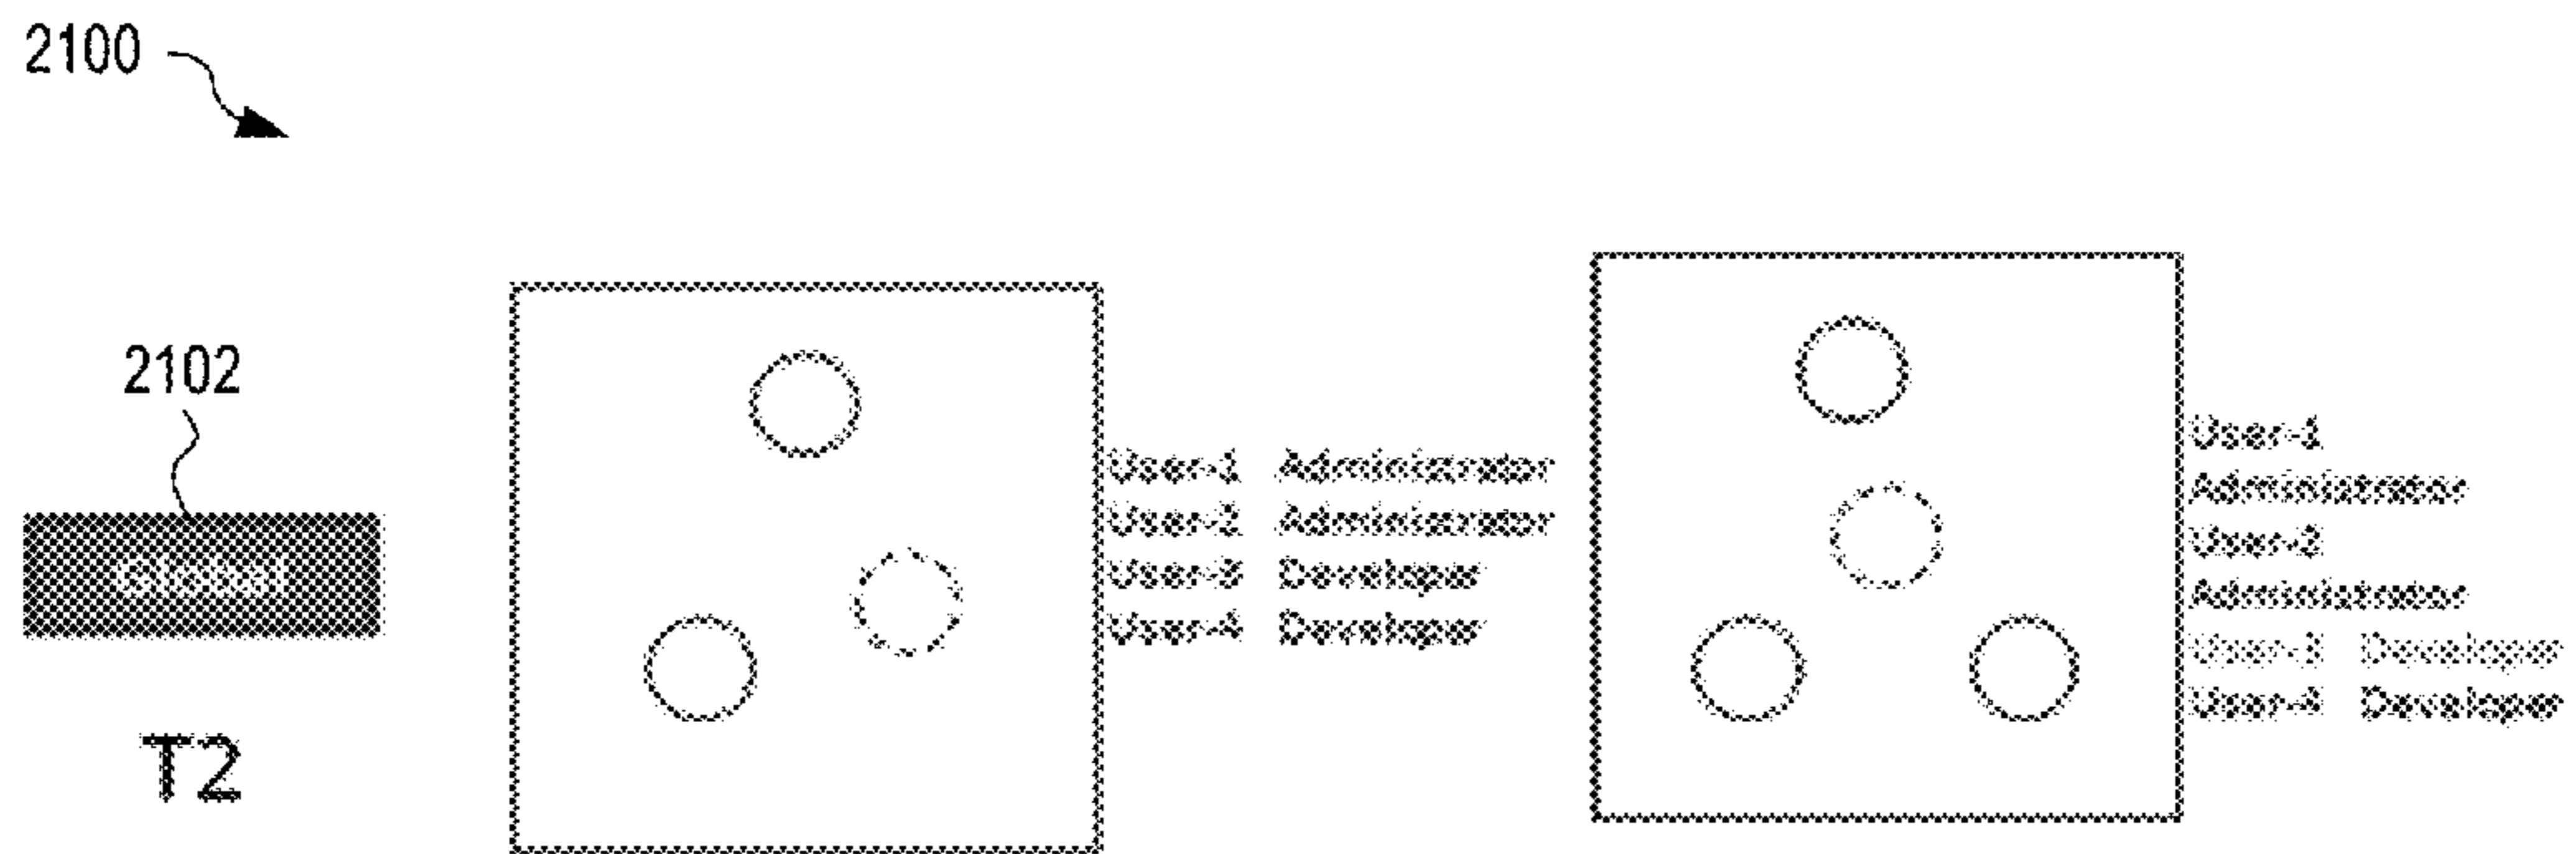 2100
2102
Global
T2
User-1 Administrator
User-2 Administrator
User-3 Developer
User-4 Developer
User-1
Administrator
User-2
Administrator
User-3 Developer
User-4 Developer